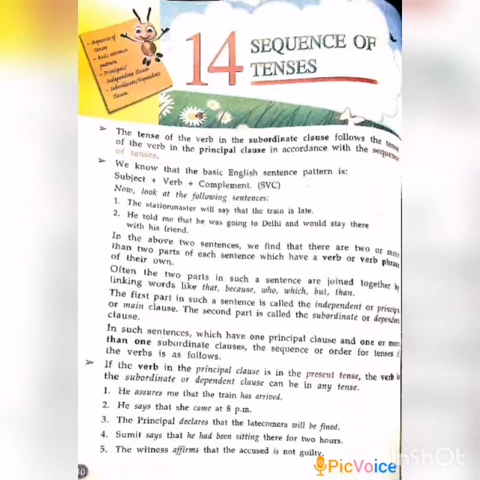 - Sequence of
Tenses
- Basic sentence
pattern
- Principal/
Independent Clause
- Subordinate/Dependent
Clause.
14 SEQUENCE OF
TENSES
➤ The tense of the verb in the subordinate clause follows the tense
of the verb in the principal clause in accordance with the sequence
of tenses.
➤ We know that the basic English sentence pattern is:
Subject + Verb + Complement. (SVC)
Now, look at the following sentences:
1. The stationmaster will say that the train is late.
2. He told me that he was going to Delhi and would stay there
with his friend.
In the above two sentences, we find that there are two or more
than two parts of each sentence which have a verb or verb phrase
of their own.
Often the two parts in such a sentence are joined together by
linking words like that, because, who, which, but, than.
The first part in such a sentence is called the independent or principal
or main clause. The second part is called the subordinate or dependent
clause.
In such sentences, which have one principal clause and one or more
than one subordinate clauses, the sequence or order for tenses of
the verbs is as follows.
➤ If the verb in the principal clause is in the present tense, the verb in
the subordinate or dependent clause can be in any tense.
1. He assures me that the train has arrived.
2. He says that she came at 8 p.m.
3. The Principal declares that the latecomers will be fined.
4. Sumit says that he had been sitting there for two hours.
5. The witness affirms that the accused is not guilty.
PicVoice